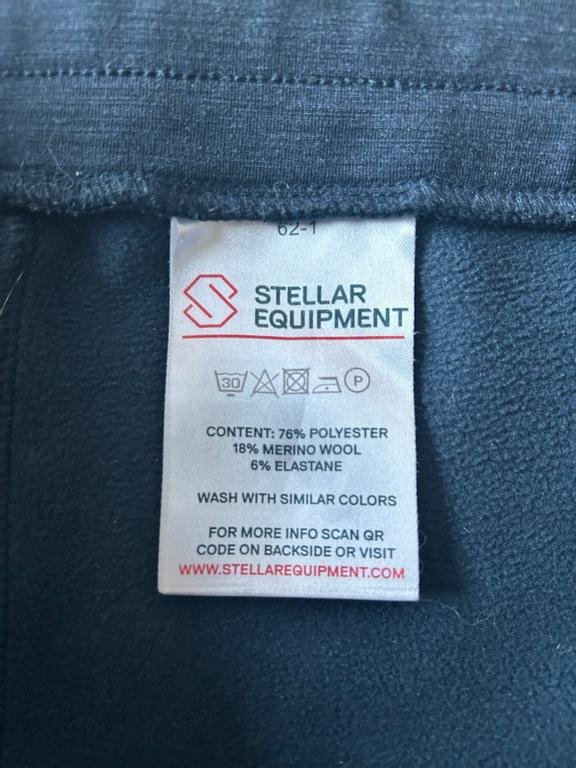 62-1
STELLAR
EQUIPMENT
30
P
CONTENT: 76% POLYESTER
18% MERINO WOOL
6% ELASTANE
WASH WITH SIMILAR COLORS
FOR MORE INFO SCAN QR
CODE ON BACKSIDE OR VISIT
WWW.STELLAREQUIPMENT.COM